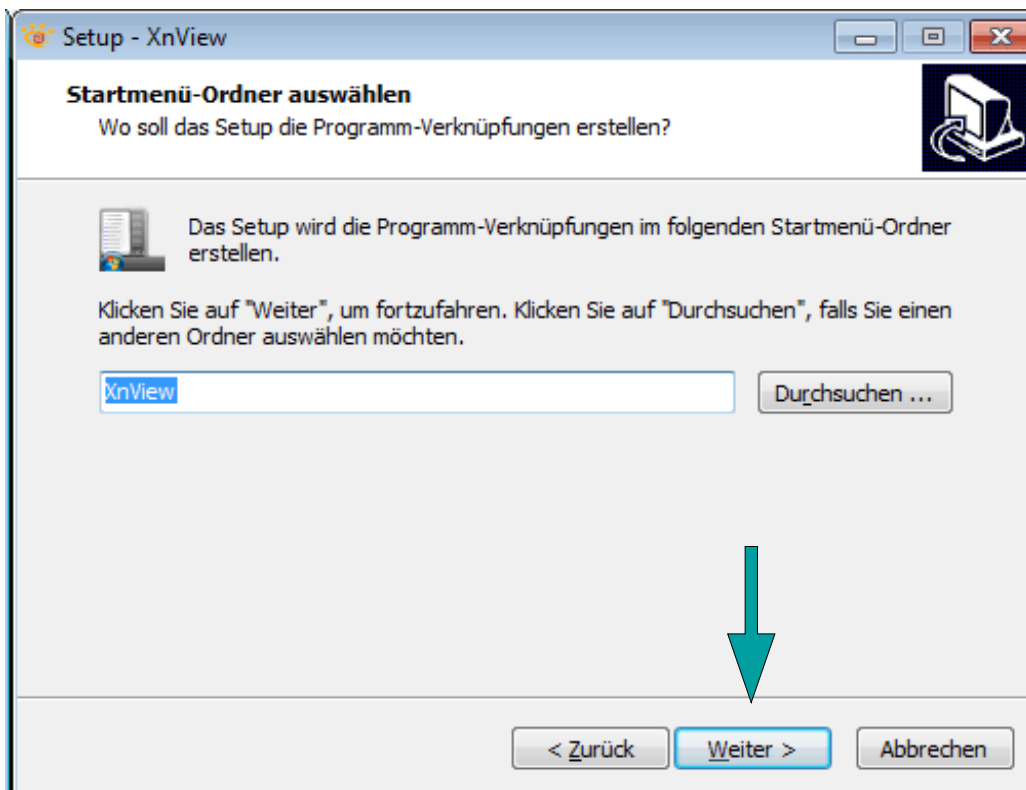 Setup - XnView
Startmenü-Ordner auswählen
Wo soll das Setup die Programm-Verknüpfungen erstellen?
Das Setup wird die Programm-Verknüpfungen im folgenden Startmenü-Ordner
erstellen.
Klicken Sie auf "Weiter", um fortzufahren. Klicken Sie auf "Durchsuchen", falls Sie einen
anderen Ordner auswählen möchten.
XnView
Durchsuchen ...
< Zurück
Weiter >
Abbrechen